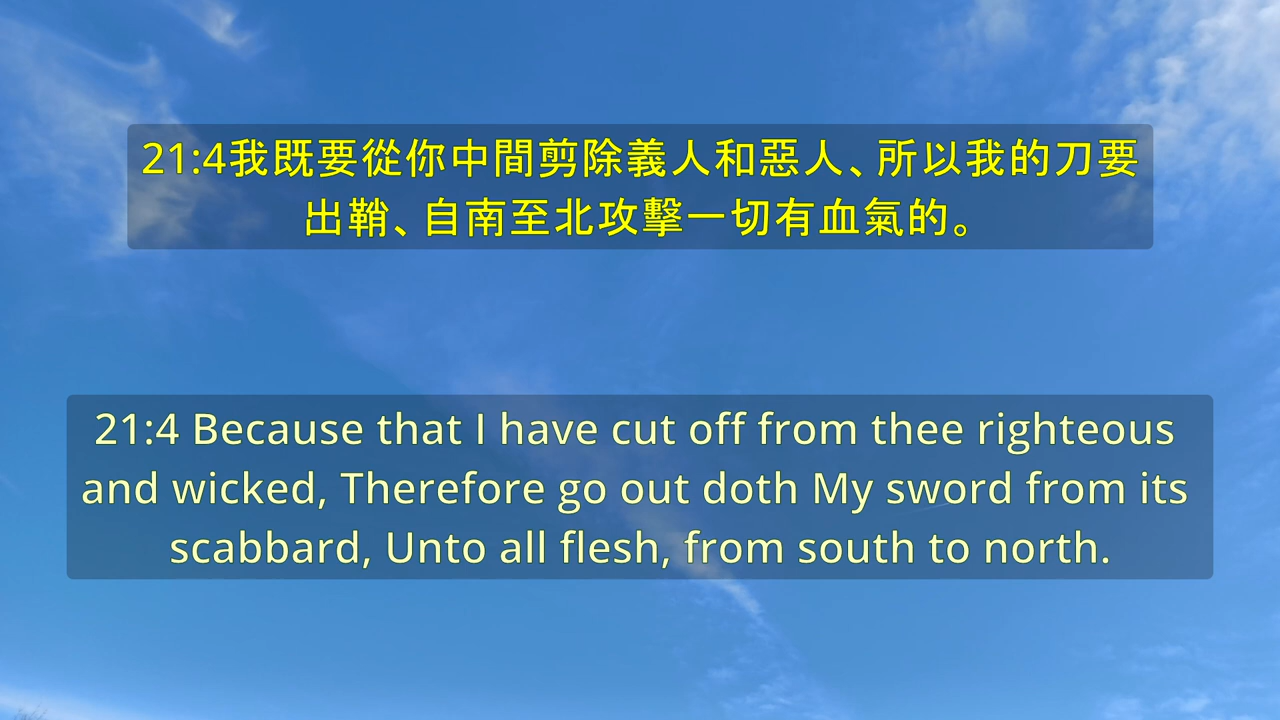 21:4我既要從你中間剪除義人和惡人、所以我的刀要
出鞘、自南至北攻擊一切有血氣的。
21:4 Because that I have cut off from thee righteous
and wicked, Therefore go out doth My sword from its
scabbard, Unto all flesh, from south to north.